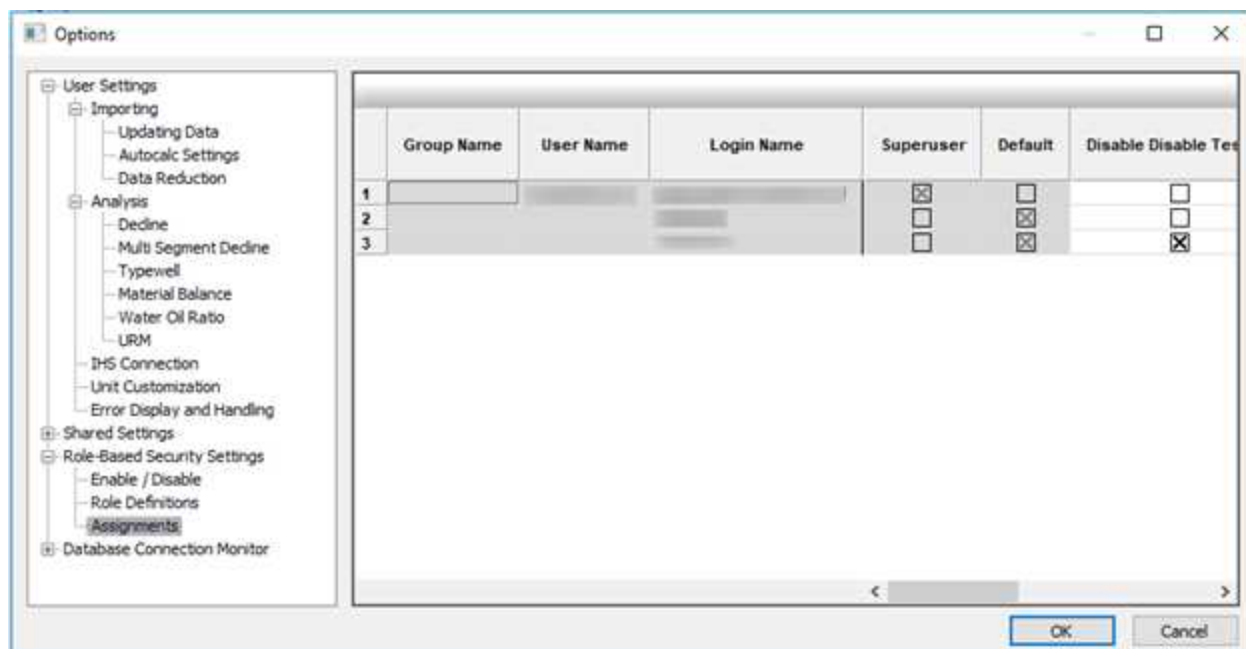 Options
User Settings
Importing
Updating Data
Autocalc Settings
Data Reduction
Analysis
Decline
Multi Segment Decline
Typewell
Material Balance
Water Oil Ratio
URM
IHS Connection
Unit Customization
Error Display and Handling
Shared Settings
Role-Based Security Settings
Enable / Disable
Role Definitions
Assignments
Database Connection Monitor
Group Name User Name Login Name Superuser Default Disable Disable Tes
1
2
3
OK Cancel